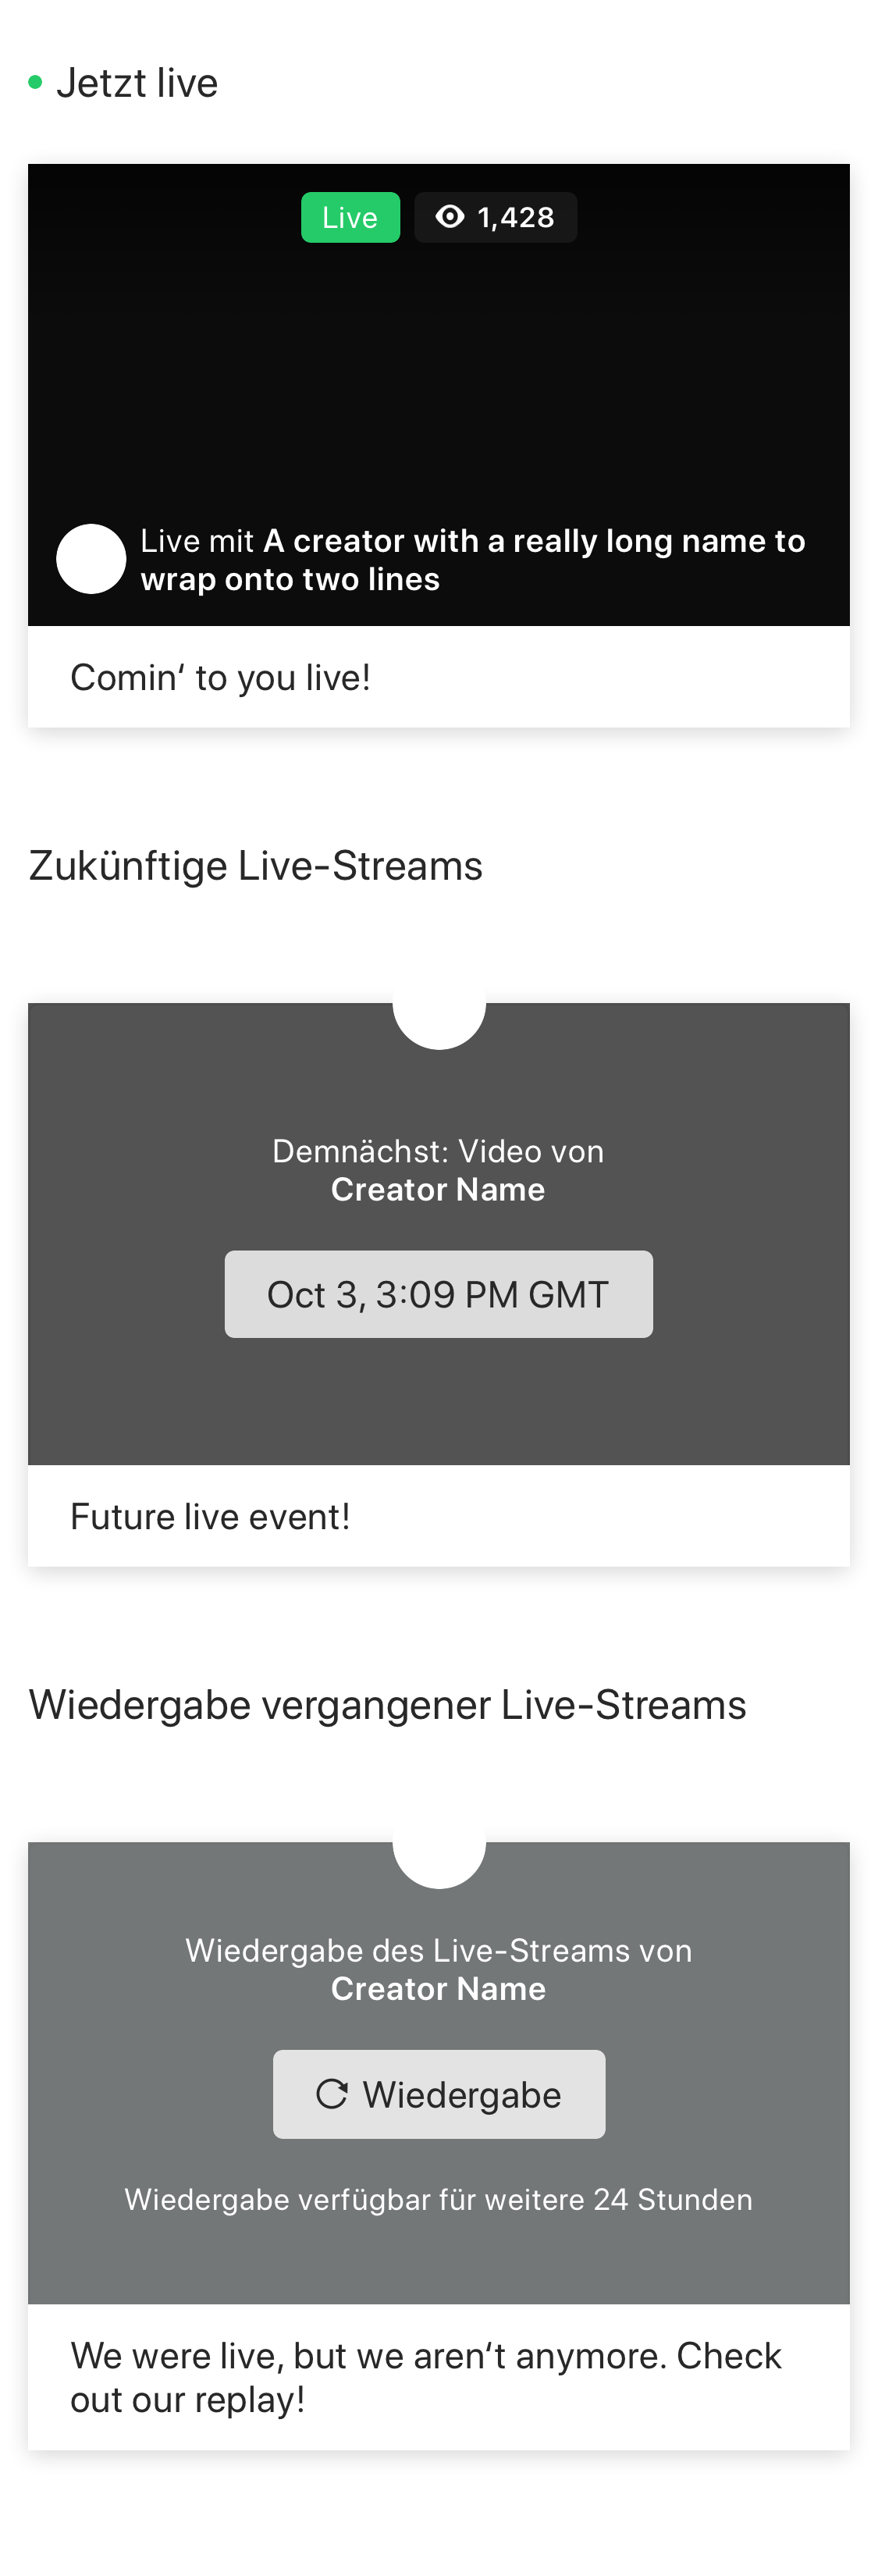 Jetzt live
Live
1,428
Live mit A creator with a really long name to
wrap onto two lines
Comin‘ to you live!
Zukünftige Live-Streams
Demnächst: Video von
Creator Name
Oct 3, 3:09 PM GMT
Future live event!
Wiedergabe vergangener Live-Streams
Wiedergabe des Live-Streams von
Creator Name
Wiedergabe
Wiedergabe verfügbar für weitere 24 Stunden
We were live, but we aren‘t anymore. Check
out our replay!